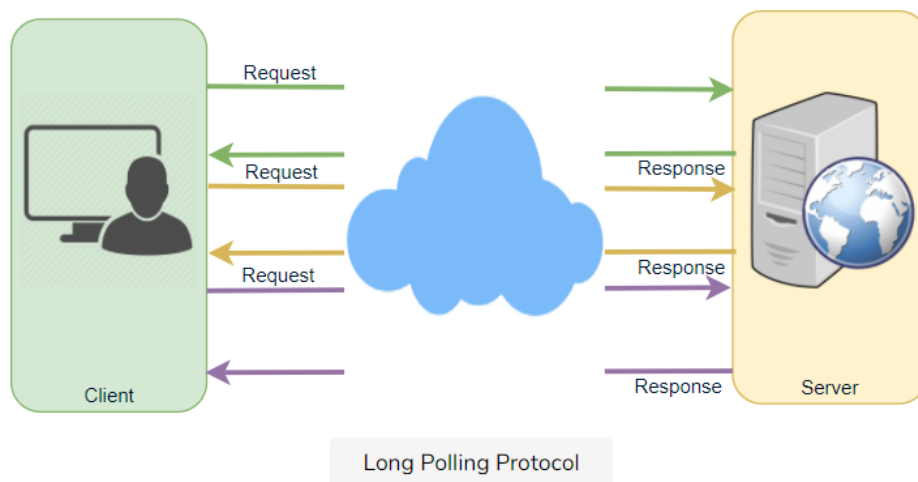 Request
Request
Response
Request
Response
Response
Client
Server
Long Polling Protocol